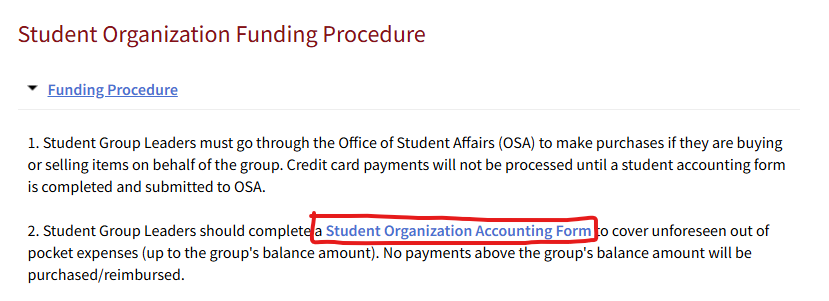 Student Organization Funding Procedure
Funding Procedure
1. Student Group Leaders must go through the Office of Student Affairs (OSA) to make purchases if they are buying
or selling items on behalf of the group. Credit card payments will not be processed until a student accounting form
is completed and submitted to OSA.
2. Student Group Leaders should complete a Student Organization Accounting Form to cover unforeseen out of
pocket expenses (up to the group's balance amount). No payments above the group's balance amount will be
purchased/reimbursed.